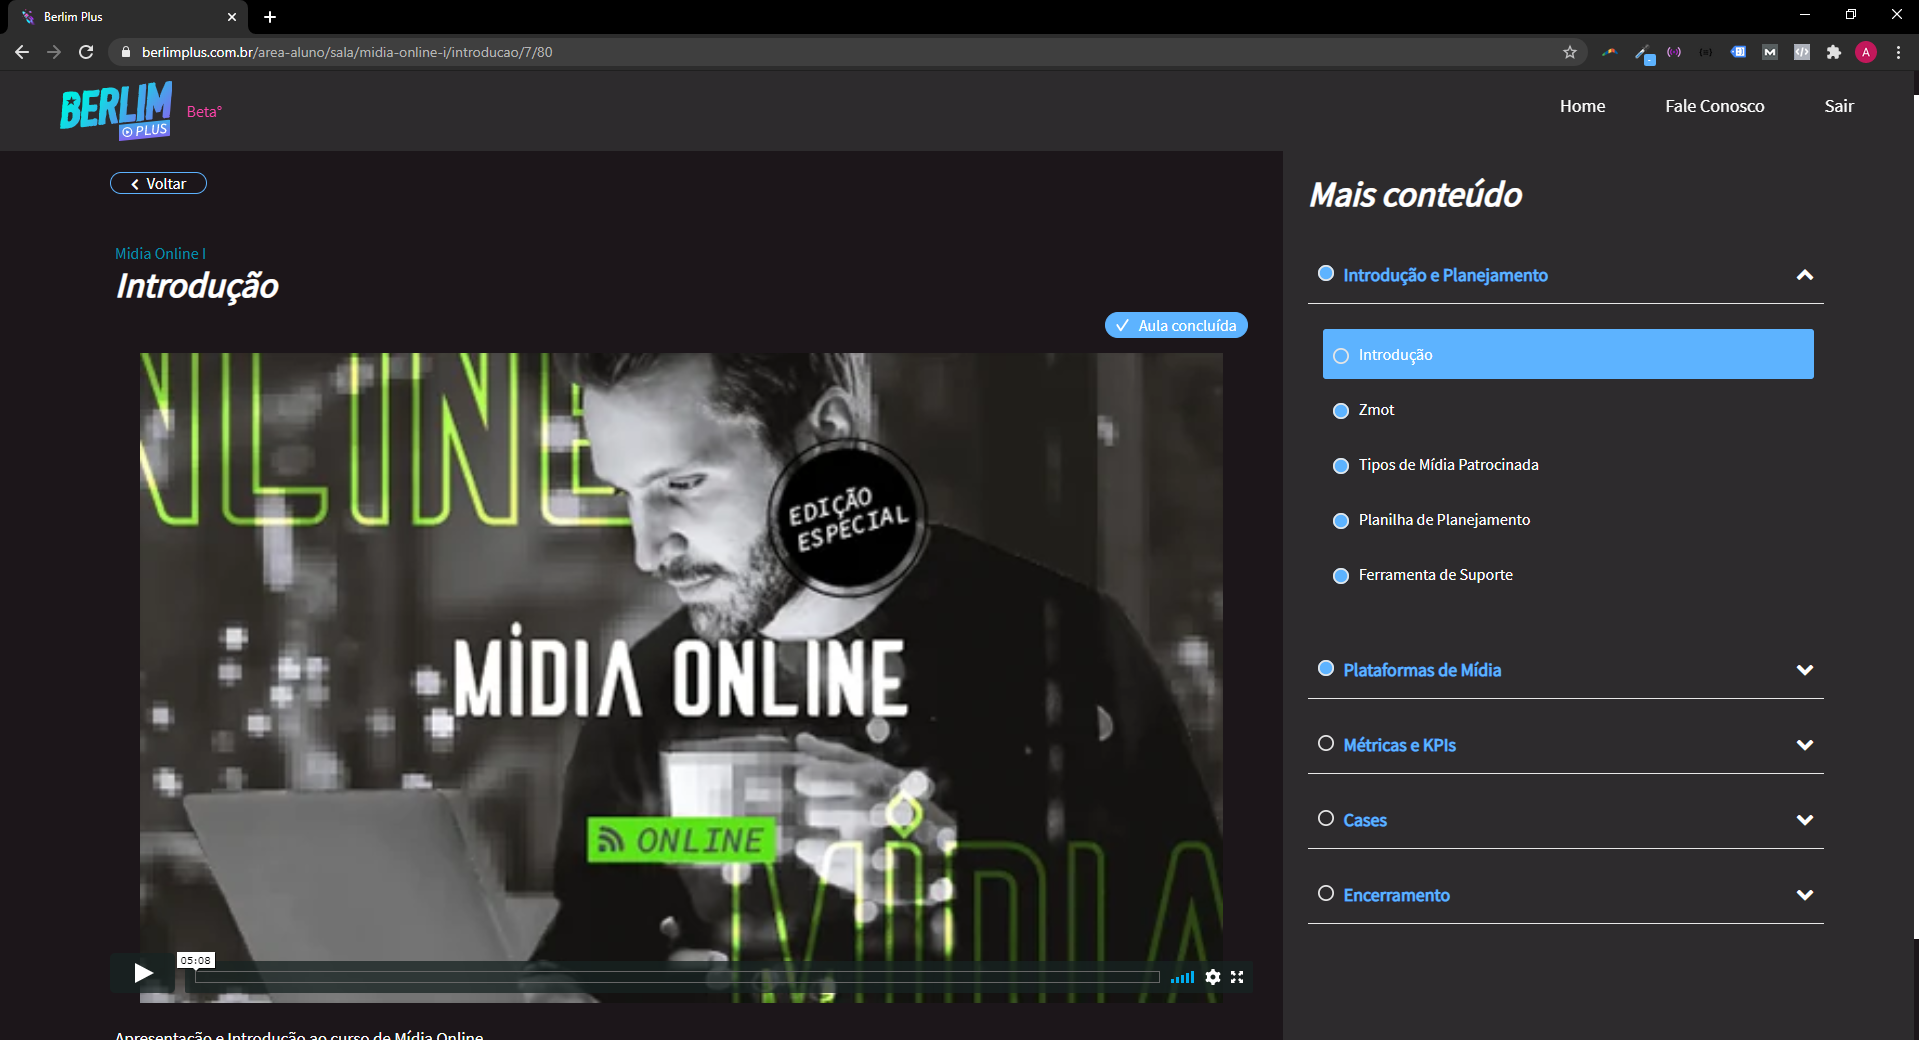 Berlim Plus
berlimplus.com.br/area-aluno/sala/midia-online-i/introducao/7/80
A
BERLIM
PLUS
Beta°
Home
Fale Conosco
Sair
Voltar
Mídia Online I
Introdução
Aula concluída
NLINE
EDIÇÃO
ESPECIAL
MÍDIA ONLINE
ONLINE
MÍDIA
05:08
Apresentação e Introdução ao curso de Mídia Online
Mais conteúdo
Introdução e Planejamento
Introdução
Zmot
Tipos de Mídia Patrocinada
Planilha de Planejamento
Ferramenta de Suporte
Plataformas de Mídia
Métricas e KPIs
Cases
Encerramento